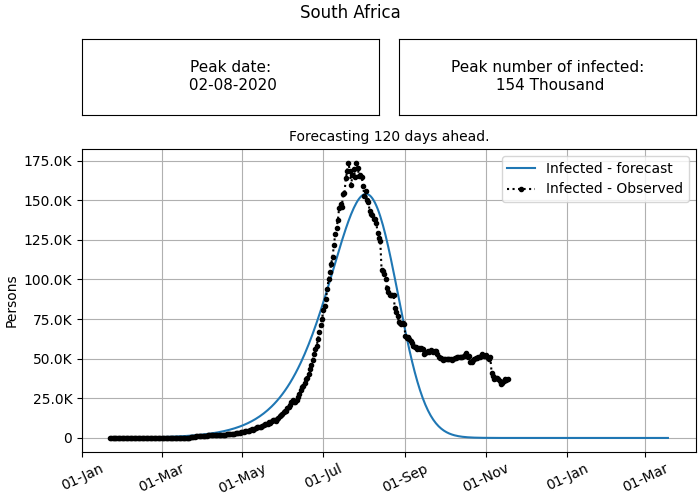 South Africa
Peak date:
02-08-2020
Peak number of infected:
154 Thousand
Forecasting 120 days ahead.
Infected - forecast
Infected - Observed
Persons
175.0K
150.0K
125.0K
100.0K
75.0K
50.0K
25.0K
0
01-Jan
01-Mar
01-May
01-Jul
01-Sep
01-Nov
01-Jan
01-Mar